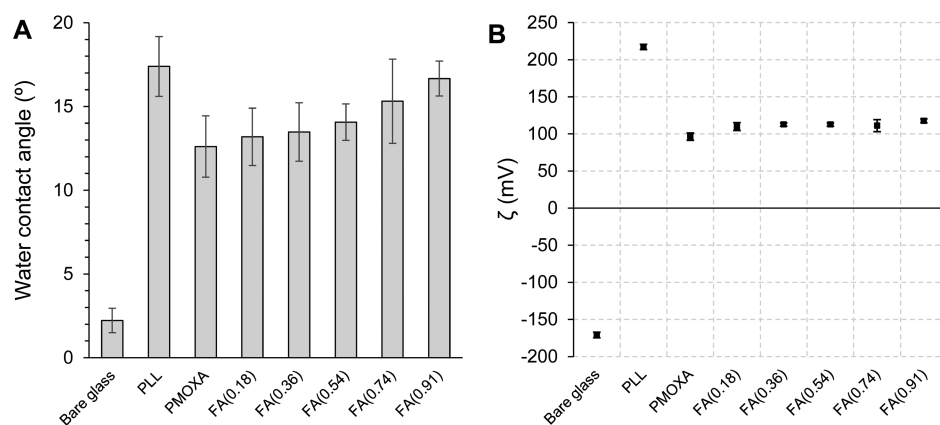 A
Water contact angle (º)
20
15
10
5
0
Bare glass
PLL
PMOXA
FA(0.18)
FA(0.36)
FA(0.54)
FA(0.74)
FA(0.91)
B
ζ (mV)
250
200
150
100
50
0
-50
-100
-150
-200
Bare glass
PLL
PMOXA
FA(0.18)
FA(0.36)
FA(0.54)
FA(0.74)
FA(0.91)